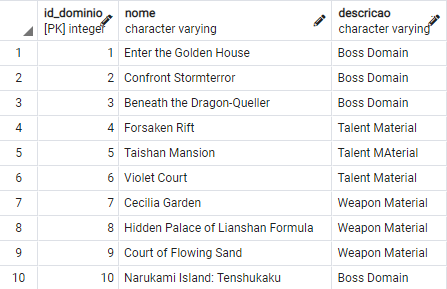 id_dominio nome descricao
[PK] integer character varying character varying
1 1 Enter the Golden House Boss Domain
2 2 Confront Stormterror Boss Domain
3 3 Beneath the Dragon-Queller Boss Domain
4 4 Forsaken Rift Talent Material
5 5 Taishan Mansion Talent MAterial
6 6 Violet Court Talent Material
7 7 Cecilia Garden Weapon Material
8 8 Hidden Palace of Lianshan Formula Weapon Material
9 9 Court of Flowing Sand Weapon Material
10 10 Narukami Island: Tenshukaku Boss Domain